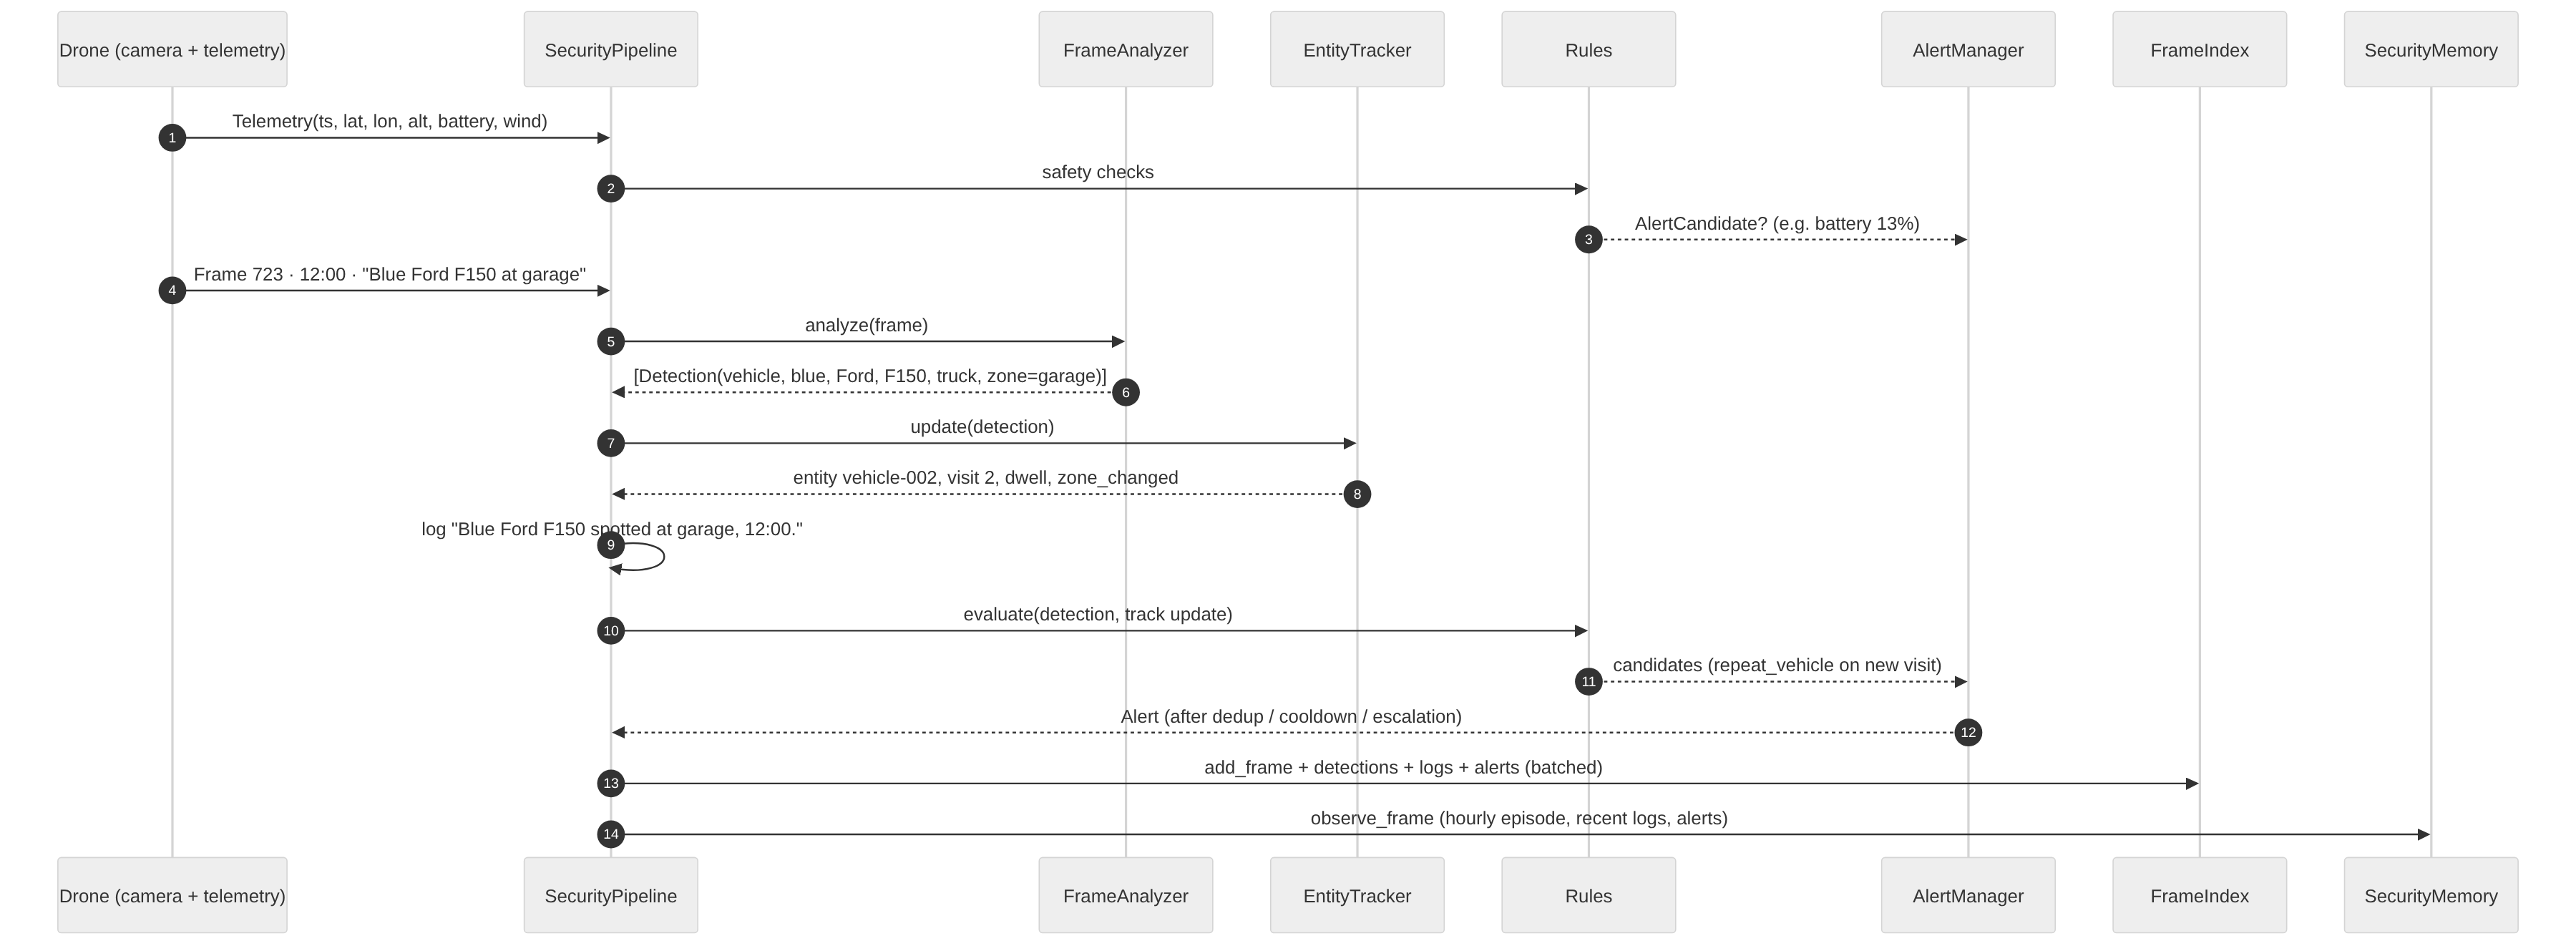 Drone (camera + telemetry)
SecurityPipeline
FrameAnalyzer
EntityTracker
Rules
AlertManager
FrameIndex
SecurityMemory
Telemetry(ts, lat, lon, alt, battery, wind)
1
safety checks
2
AlertCandidate? (e.g. battery 13%)
3
Frame 723 · 12:00 · "Blue Ford F150 at garage"
4
analyze(frame)
5
[Detection(vehicle, blue, Ford, F150, truck, zone=garage)]
6
update(detection)
7
entity vehicle-002, visit 2, dwell, zone_changed
8
log "Blue Ford F150 spotted at garage, 12:00."
9
evaluate(detection, track update)
10
candidates (repeat_vehicle on new visit)
11
Alert (after dedup / cooldown / escalation)
12
add_frame + detections + logs + alerts (batched)
13
observe_frame (hourly episode, recent logs, alerts)
14
Drone (camera + telemetry)
SecurityPipeline
FrameAnalyzer
EntityTracker
Rules
AlertManager
FrameIndex
SecurityMemory